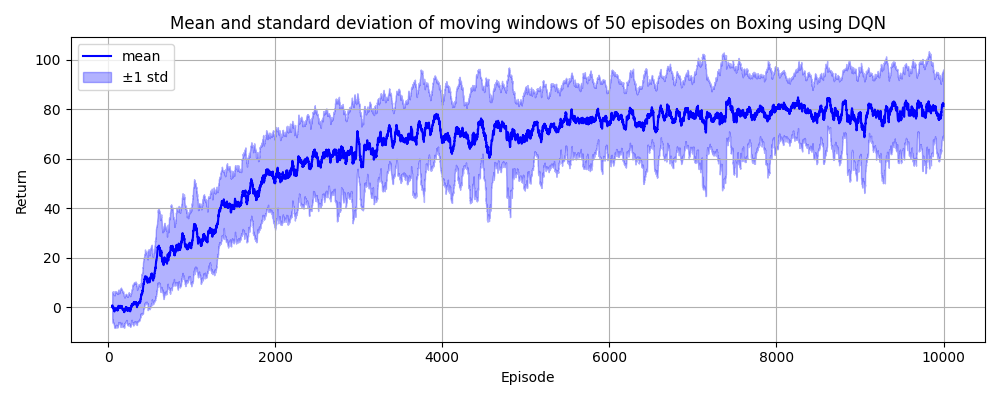 Mean and standard deviation of moving windows of 50 episodes on Boxing using DQN
mean
±1 std
100
80
60
40
20
0
Return
0 2000 4000 6000 8000 10000
Episode